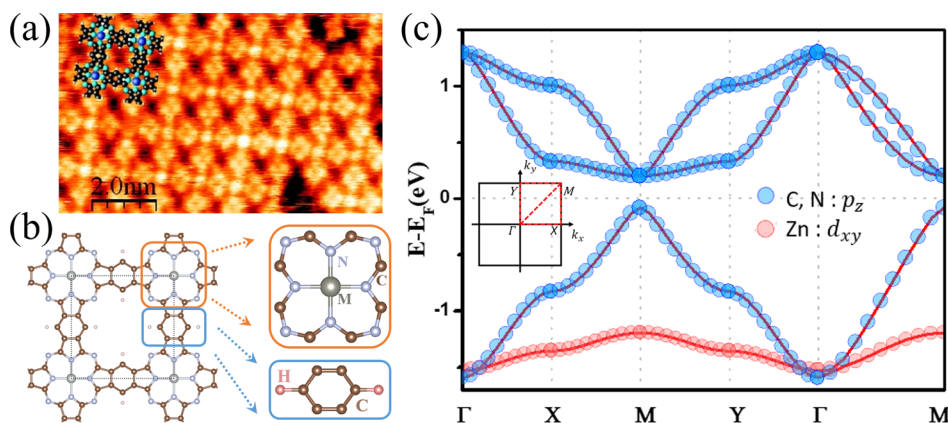 (a)
2.0nm
(b)
N
C
M
H
C
(c)
E-E_F(eV)
1
0
-1
k_y
Y
M
Γ
X
k_x
C, N : p_z
Zn : d_xy
Γ X M Y Γ M